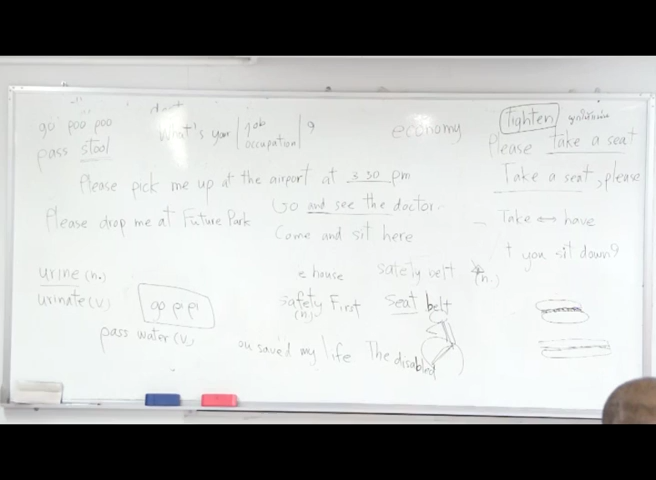 go poo poo
pass stool
What's your job occupation ?
economy
tighten
Please take a seat
Take a seat, please
Please pick me up at the airport at 3.30 pm
Go and see the doctor
Please drop me at Future Park
Come and sit here
Take ↔ have
t you sit down?
urine (n.)
urinate (v)
go pi pi
pass water (v)
e house
safety belt
(n.)
safety First
(n)
seat belt
ou saved my life
The disabled